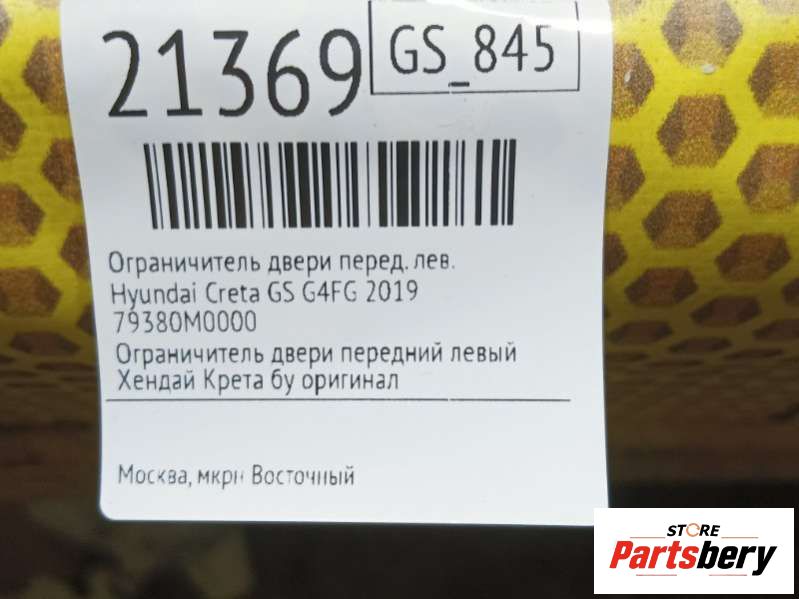 21369
GS_845
Ограничитель двери перед. лев.
Hyundai Creta GS G4FG 2019
79380M0000
Ограничитель двери передний левый
Хендай Крета бу оригинал
Москва, мкрн Восточный
STORE
Partsbery